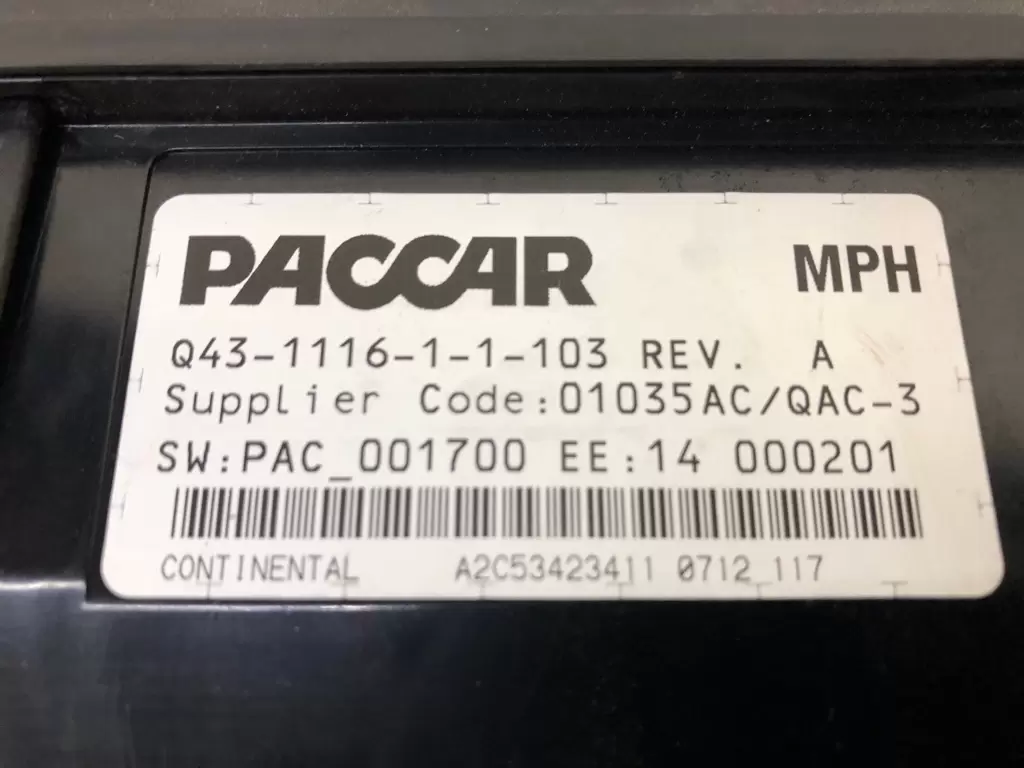 PACCAR MPH
Q43-1116-1-1-103 REV. A
Supplier Code:01035AC/QAC-3
SW:PAC_001700 EE:14 000201
CONTINENTAL A2C53423411 0712 117